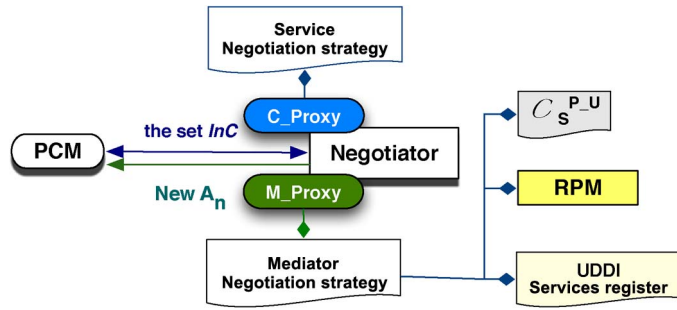 Service
Negotiation strategy
C_Proxy
C S P_U
the set InC
PCM
Negotiator
RPM
New An
M_Proxy
Mediator
Negotiation strategy
UDDI
Services register